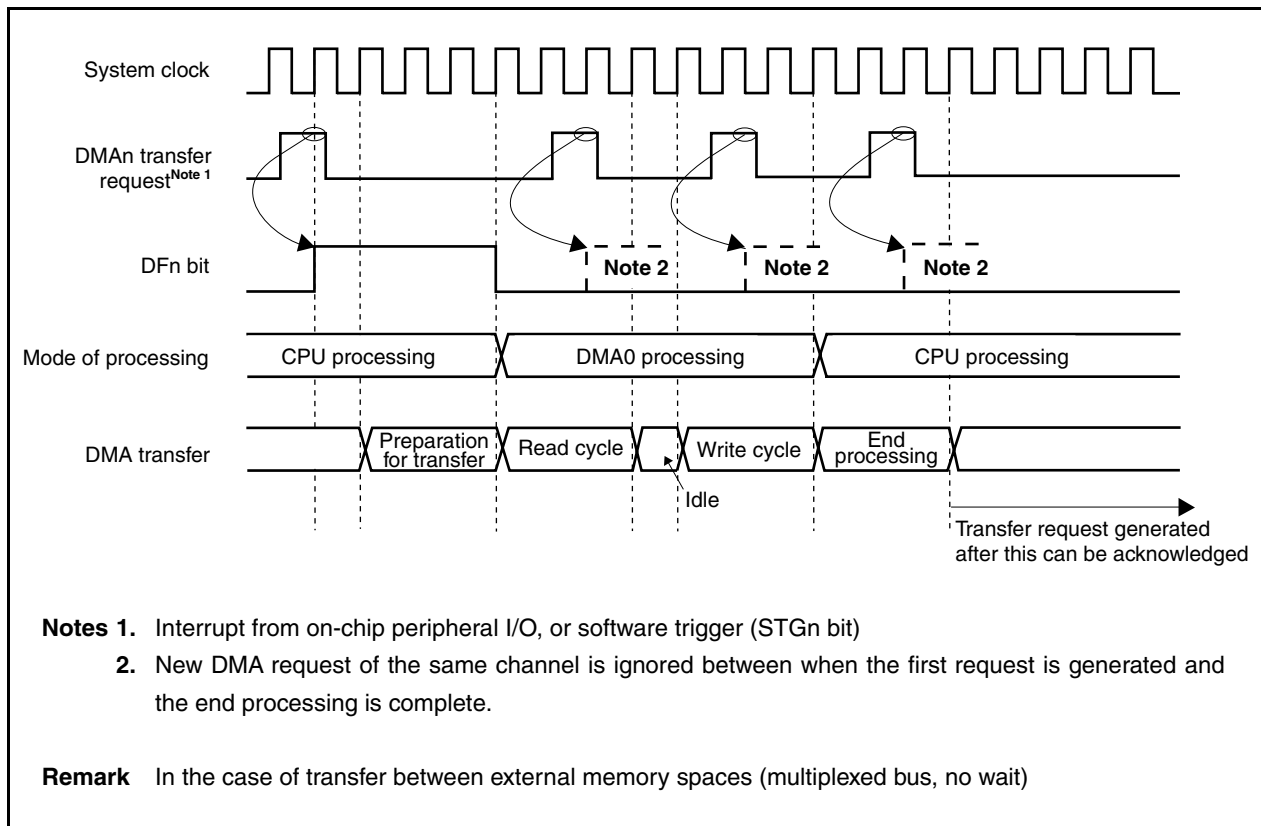 System clock
DMAn transfer
requestNote 1
DFn bit
Note 2
Note 2
Note 2
Mode of processing
CPU processing
DMA0 processing
CPU processing
DMA transfer
Preparation
for transfer
Read cycle
Idle
Write cycle
End
processing
Transfer request generated
after this can be acknowledged
Notes 1. Interrupt from on-chip peripheral I/O, or software trigger (STGn bit)
2. New DMA request of the same channel is ignored between when the first request is generated and
the end processing is complete.
Remark In the case of transfer between external memory spaces (multiplexed bus, no wait)